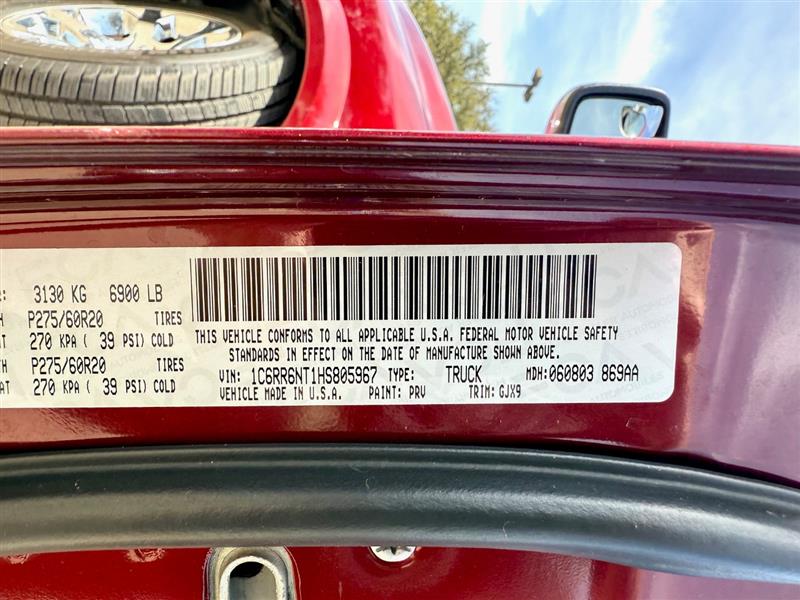 3130 KG 6900 LB
P275/60R20 TIRES
270 KPA ( 39 PSI) COLD
P275/60R20 TIRES
270 KPA ( 39 PSI) COLD
THIS VEHICLE CONFORMS TO ALL APPLICABLE U.S.A. FEDERAL MOTOR VEHICLE SAFETY
STANDARDS IN EFFECT ON THE DATE OF MANUFACTURE SHOWN ABOVE.
VIN: 1C6RR6NT1HS805967 TYPE: TRUCK MDH:060803 869AA
VEHICLE MADE IN U.S.A. PAINT: PRV TRIM: GJX9